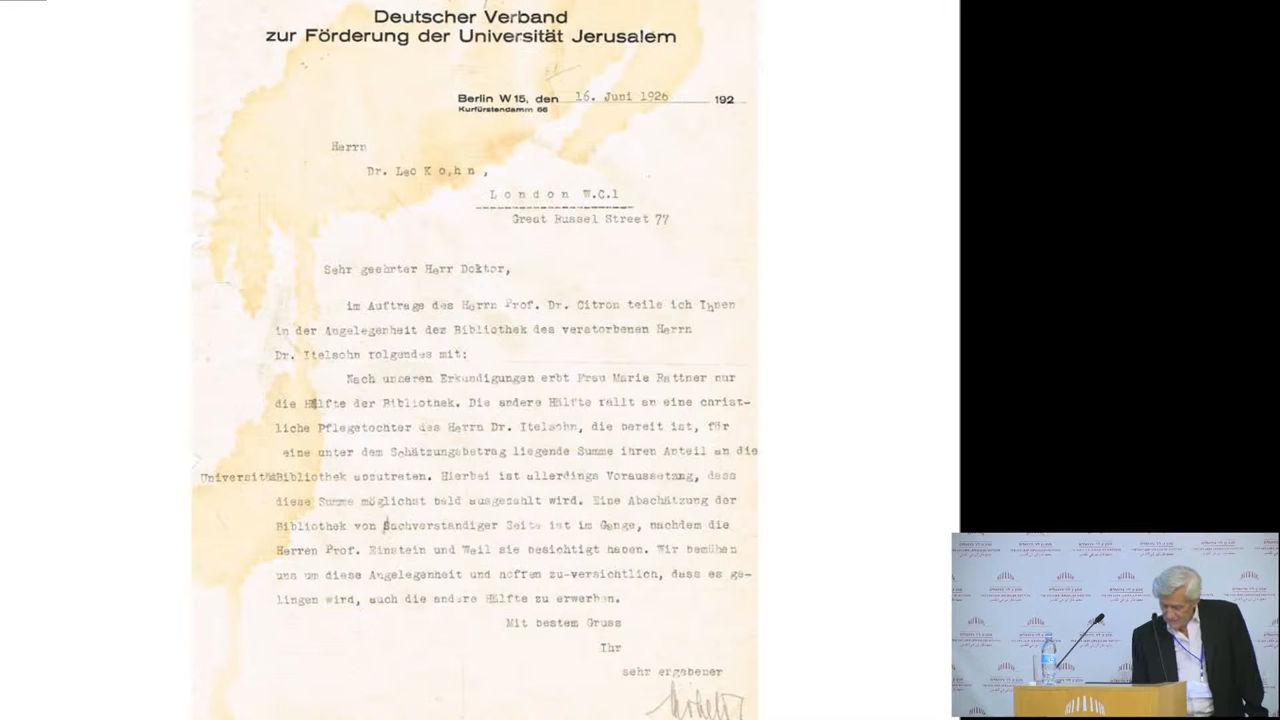 Deutscher Verband
zur Förderung der Universität Jerusalem
Berlin W 15, den 16. Juni 1926 192
Kurfürstendamm 66
Herrn
Dr. Leo K o h n ,
L o n d o n W.C.1
Great Russel Street 77
Sehr geehrter Herr Doktor,
im Auftrage des Herrn Prof. Dr. Citron teile ich Ihnen
in der Angelegenheit der Bibliothek des verstorbenen Herrn
Dr. Itelsohn folgendes mit:
Nach unseren Erkundigungen erbt Frau Marie Rattner nur
die Hälfte der Bibliothek. Die andere Hälfte fällt an eine christ-
liche Pflegetochter des Herrn Dr. Itelsohn, die bereit ist, für
eine unter dem Schätzungsbetrag liegende Summe ihren Anteil an die
Universitäts Bibliothek abzutreten. Hierbei ist allerdings Voraussetzung, dass
diese Summe möglichst bald ausgezahlt wird. Eine Abschätzung der
Bibliothek von Sachverständiger Seite ist im Gange, nachdem die
Herren Prof. Einstein und Weil sie besichtigt haben. Wir bemühen
uns um diese Angelegenheit und hoffen zu-versichtlich, dass es ge-
lingen wird, auch die andere Hälfte zu erwerben.
Mit bestem Gruss
Ihr
sehr ergebener